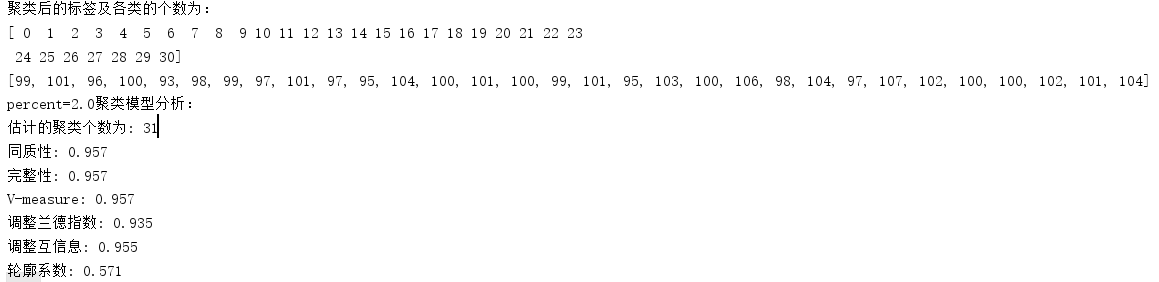 聚类后的标签及各类的个数为:
[ 0  1  2  3  4  5  6  7  8  9 10 11 12 13 14 15 16 17 18 19 20 21 22 23
 24 25 26 27 28 29 30]
[99, 101, 96, 100, 93, 98, 99, 97, 101, 97, 95, 104, 100, 101, 100, 99, 101, 95, 103, 100, 106, 98, 104, 97, 107, 102, 100, 100, 102, 101, 104]
percent=2.0聚类模型分析:
估计的聚类个数为: 31
同质性: 0.957
完整性: 0.957
V-measure: 0.957
调整兰德指数: 0.935
调整互信息: 0.955
轮廓系数: 0.571